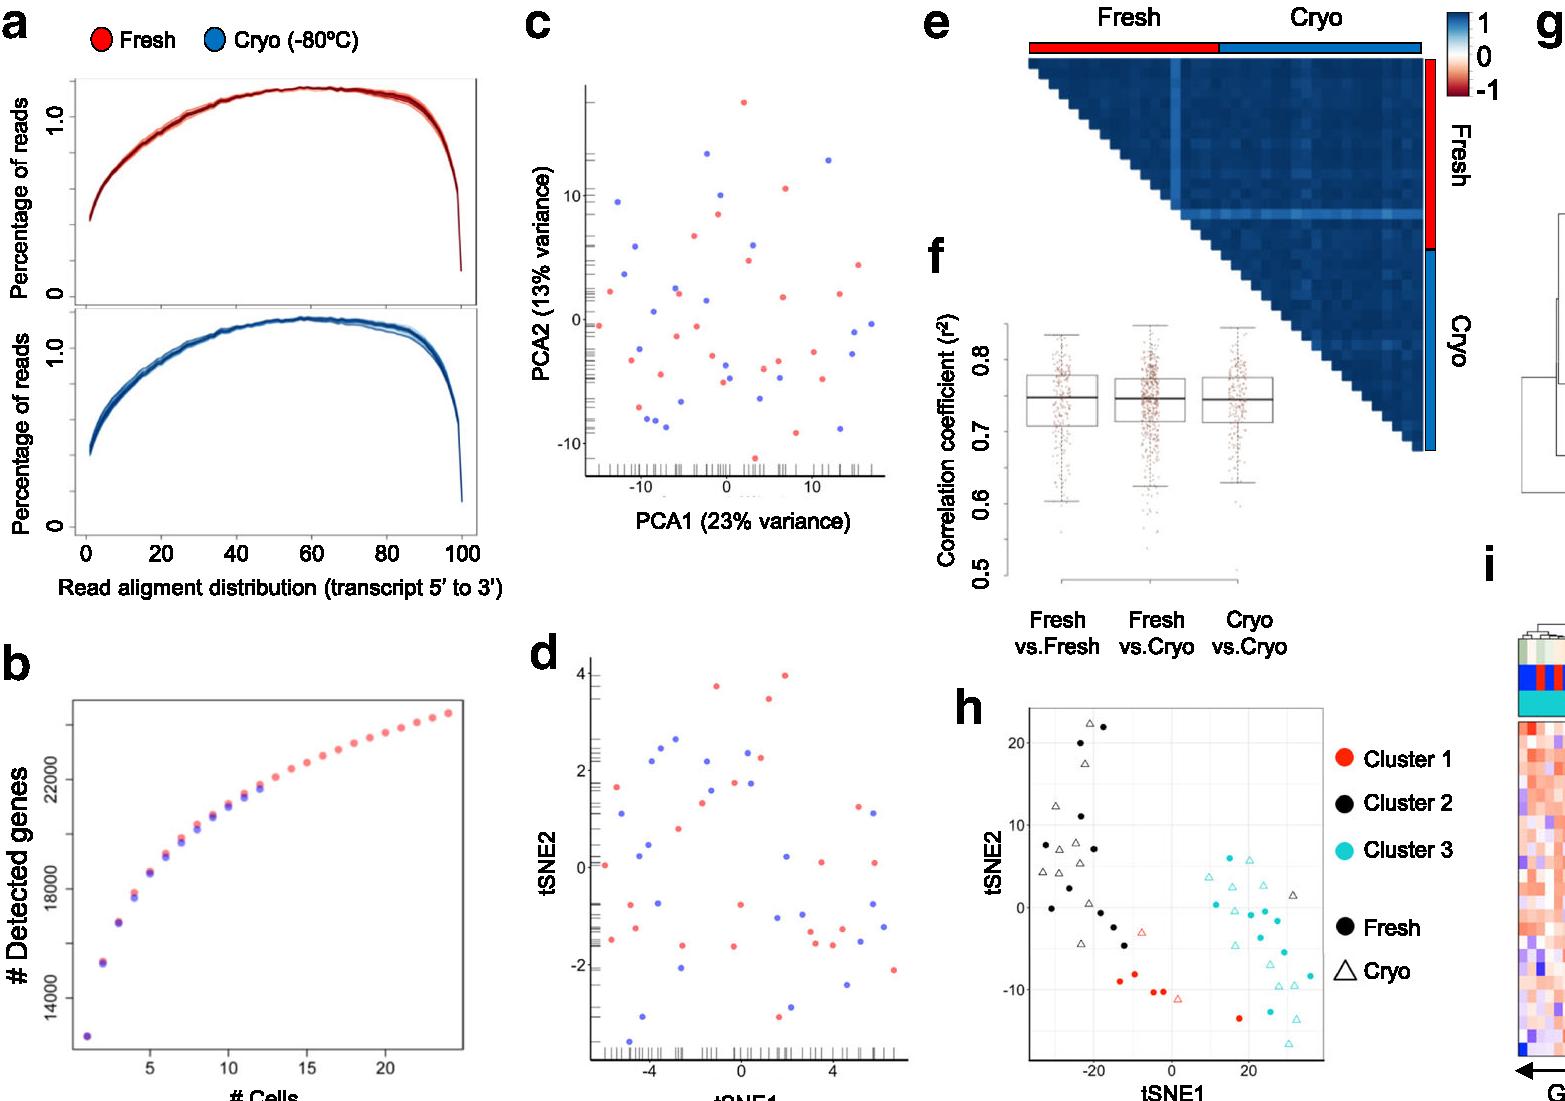 a
Fresh
Cryo (-80ºC)
Percentage of reads
1.0
0
Percentage of reads
1.0
0
0 20 40 60 80 100
Read aligment distribution (transcript 5′ to 3′)
b
# Detected genes
22000
18000
14000
5 10 15 20
# Cells
c
PCA2 (13% variance)
10
0
-10
-10 0 10
PCA1 (23% variance)
d
tSNE2
4
2
0
-2
-4 0 4
tSNE1
e
Fresh Cryo
1
0
-1
Fresh
Cryo
f
Correlation coefficient (r²)
0.8
0.7
0.6
0.5
Fresh
vs.Fresh
Fresh
vs.Cryo
Cryo
vs.Cryo
h
tSNE2
20
10
0
-10
-20 0 20
tSNE1
Cluster 1
Cluster 2
Cluster 3
Fresh
Cryo
g
i
G